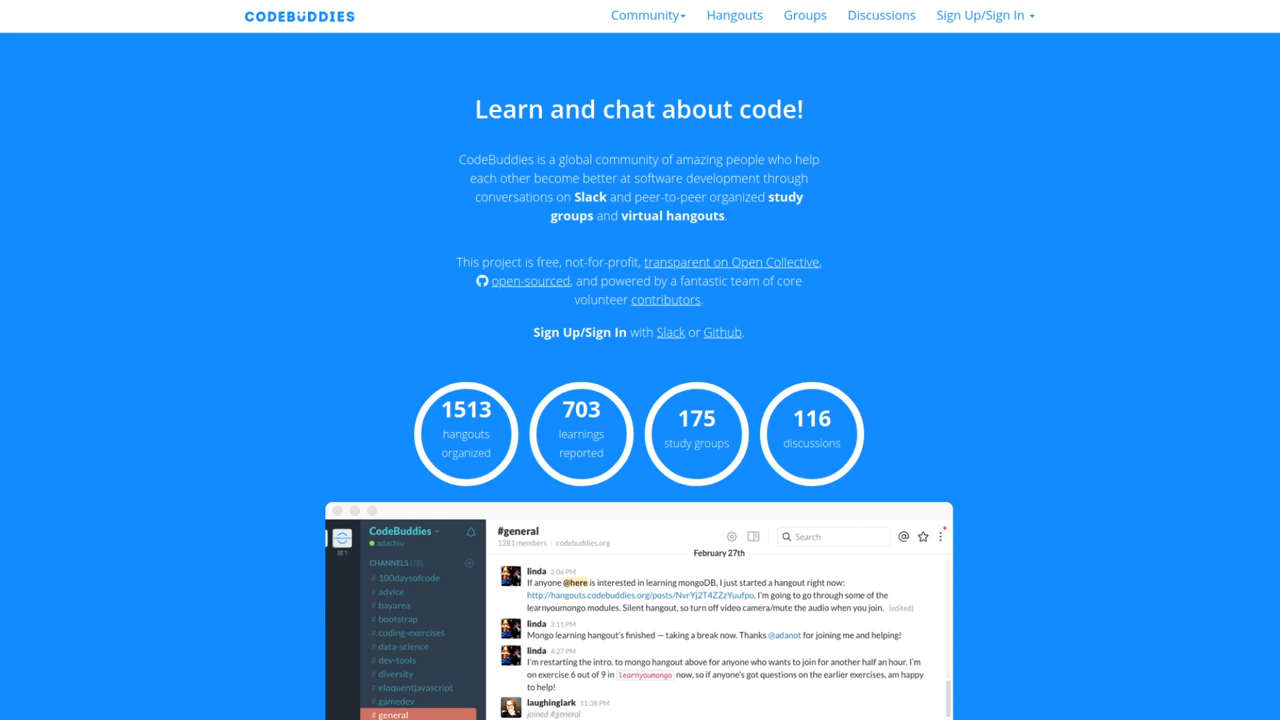 CODEBUDDIES
Community
Hangouts
Groups
Discussions
Sign Up/Sign In
Learn and chat about code!
CodeBuddies is a global community of amazing people who help
each other become better at software development through
conversations on Slack and peer-to-peer organized study
groups and virtual hangouts.
This project is free, not-for-profit, transparent on Open Collective,
open-sourced, and powered by a fantastic team of core
volunteer contributors.
Sign Up/Sign In with Slack or Github.
1513
hangouts
organized
703
learnings
reported
175
study groups
116
discussions
⌘1
CodeBuddies
adachiu
CHANNELS (78)
# 100daysofcode
# advice
# bayarea
# bootstrap
# coding-exercises
# data-science
# dev-tools
# diversity
# eloquentjavascript
# gamedev
# general
#general
1281 members | codebuddies.org
Search
February 27th
linda 2:06 PM
If anyone @here is interested in learning mongoDB, I just started a hangout right now:
http://hangouts.codebuddies.org/posts/NvrYj2T4ZZzYuufpo. I'm going to go through some of the
learnyoumongo modules. Silent hangout, so turn off video camera/mute the audio when you join. (edited)
linda 3:11 PM
Mongo learning hangout's finished — taking a break now. Thanks @adanot for joining me and helping!
linda 4:27 PM
I'm restarting the intro. to mongo hangout above for anyone who wants to join for another half an hour. I'm
on exercise 6 out of 9 in learnyoumongo now, so if anyone's got questions on the earlier exercises, am happy
to help!
laughinglark 11:38 PM
joined #general